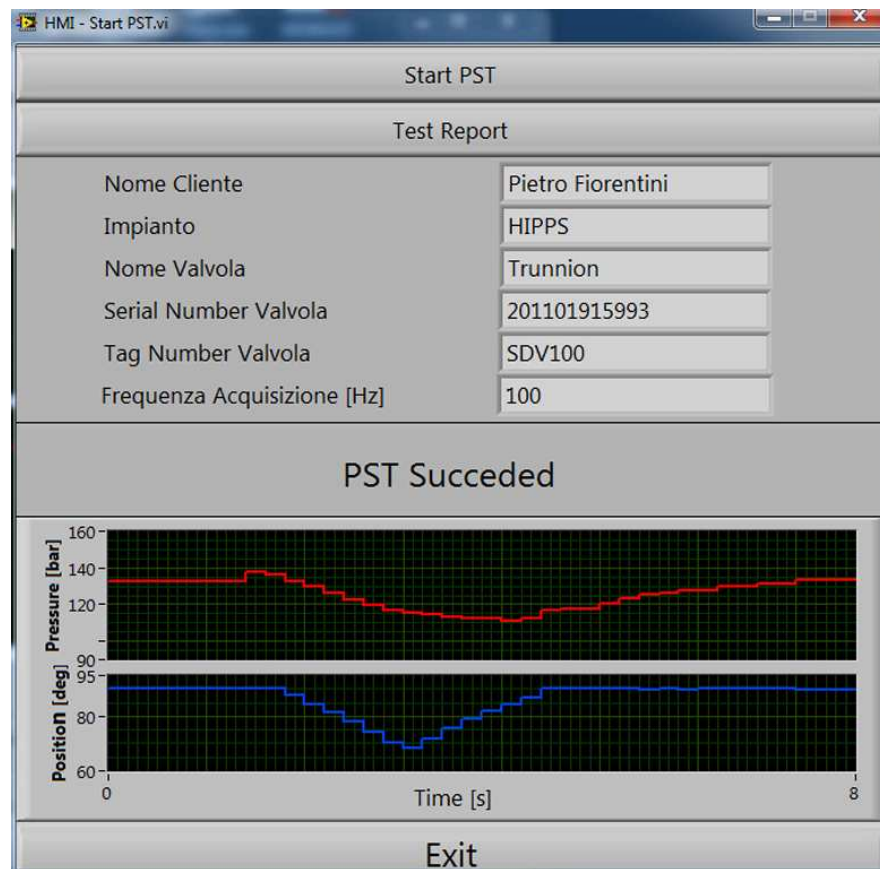 HMI - Start PST.vi
Start PST
Test Report
Nome Cliente Pietro Fiorentini
Impianto HIPPS
Nome Valvola Trunnion
Serial Number Valvola 201101915993
Tag Number Valvola SDV100
Frequenza Acquisizione [Hz] 100
PST Succeded
Pressure [bar]
160
140
120
90
Position [deg]
95
80
60
0 Time [s] 8
Exit